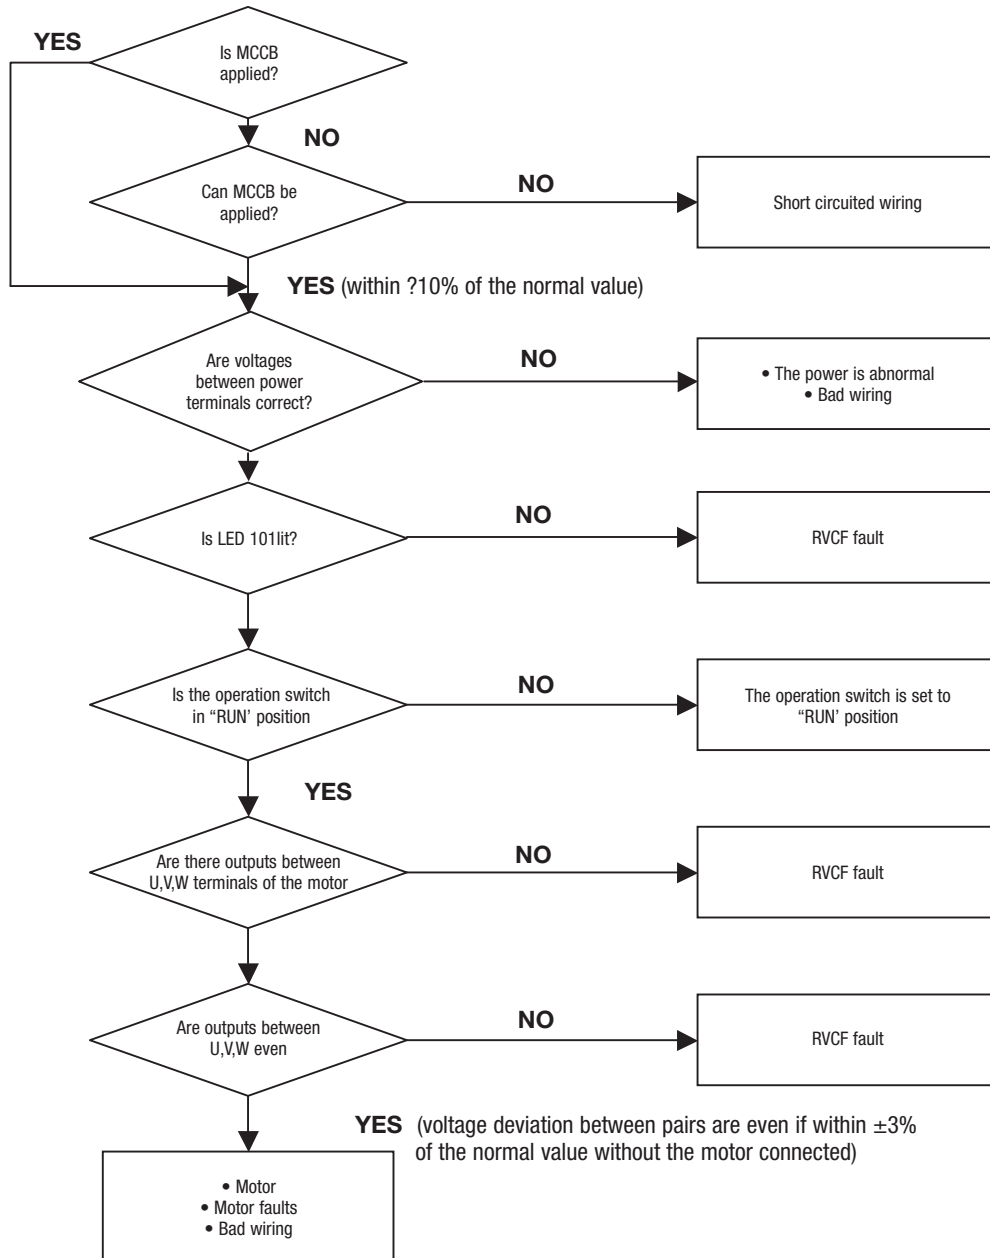 YES
Is MCCB
applied?
NO
Can MCCB be
applied?
NO
Short circuited wiring
YES (within ?10% of the normal value)
Are voltages
between power
terminals correct?
NO
• The power is abnormal
• Bad wiring
Is LED 101lit?
NO
RVCF fault
Is the operation switch
in “RUN’ position
NO
The operation switch is set to
“RUN’ position
YES
Are there outputs between
U,V,W terminals of the motor
NO
RVCF fault
Are outputs between
U,V,W even
NO
RVCF fault
YES (voltage deviation between pairs are even if within ±3%
of the normal value without the motor connected)
• Motor
• Motor faults
• Bad wiring